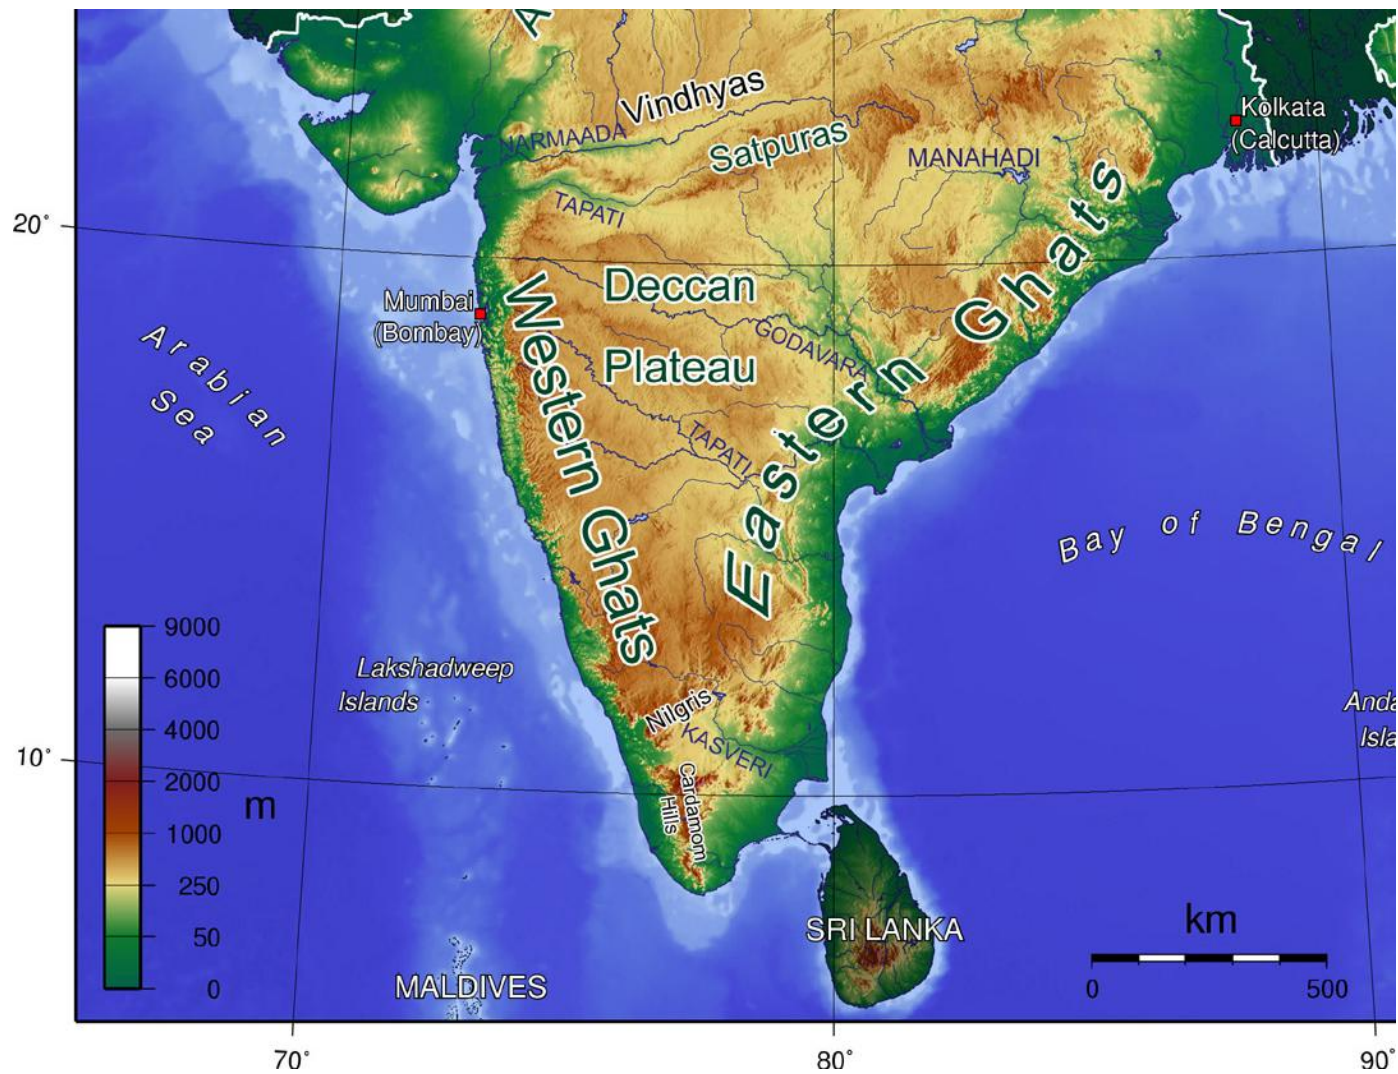 A
Vindhyas
NARMAADA
Satpuras
MANAHADI
Kolkata
(Calcutta)
20°
TAPATI
Deccan
Plateau
Mumbai
(Bombay)
Western Ghats
Eastern Ghats
GODAVARA
Arabian
Sea
TAPATI
Bay of Bengal
9000
6000
4000
2000
1000
250
50
0
m
Lakshadweep
Islands
Nilgris
KASVERI
Anda
Isla
10°
Cardamom
Hills
SRI LANKA
MALDIVES
km
0 500
70° 80° 90°